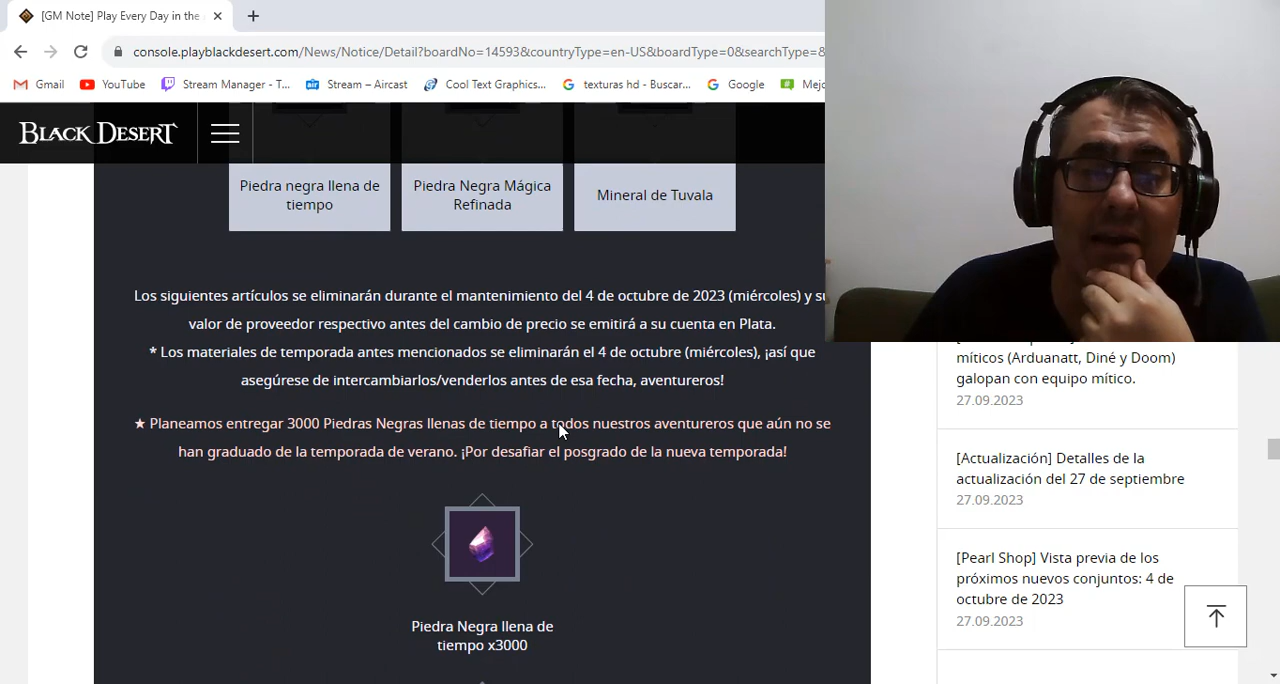 [GM Note] Play Every Day in the
console.playblackdesert.com/News/Notice/Detail?boardNo=14593&countryType=en-US&boardType=0&searchType=&
Gmail YouTube Stream Manager - T... Stream – Aircast Cool Text Graphics... texturas hd - Buscar... Google Mejo
BLACK DESERT
Piedra negra llena de
tiempo
Piedra Negra Mágica
Refinada
Mineral de Tuvala
Los siguientes artículos se eliminarán durante el mantenimiento del 4 de octubre de 2023 (miércoles) y su
valor de proveedor respectivo antes del cambio de precio se emitirá a su cuenta en Plata.
* Los materiales de temporada antes mencionados se eliminarán el 4 de octubre (miércoles), ¡así que
asegúrese de intercambiarlos/venderlos antes de esa fecha, aventureros!
★ Planeamos entregar 3000 Piedras Negras llenas de tiempo a todos nuestros aventureros que aún no se
han graduado de la temporada de verano. ¡Por desafiar el posgrado de la nueva temporada!
Piedra Negra llena de
tiempo x3000
míticos (Arduanatt, Diné y Doom)
galopan con equipo mítico.
27.09.2023
[Actualización] Detalles de la
actualización del 27 de septiembre
27.09.2023
[Pearl Shop] Vista previa de los
próximos nuevos conjuntos: 4 de
octubre de 2023
27.09.2023